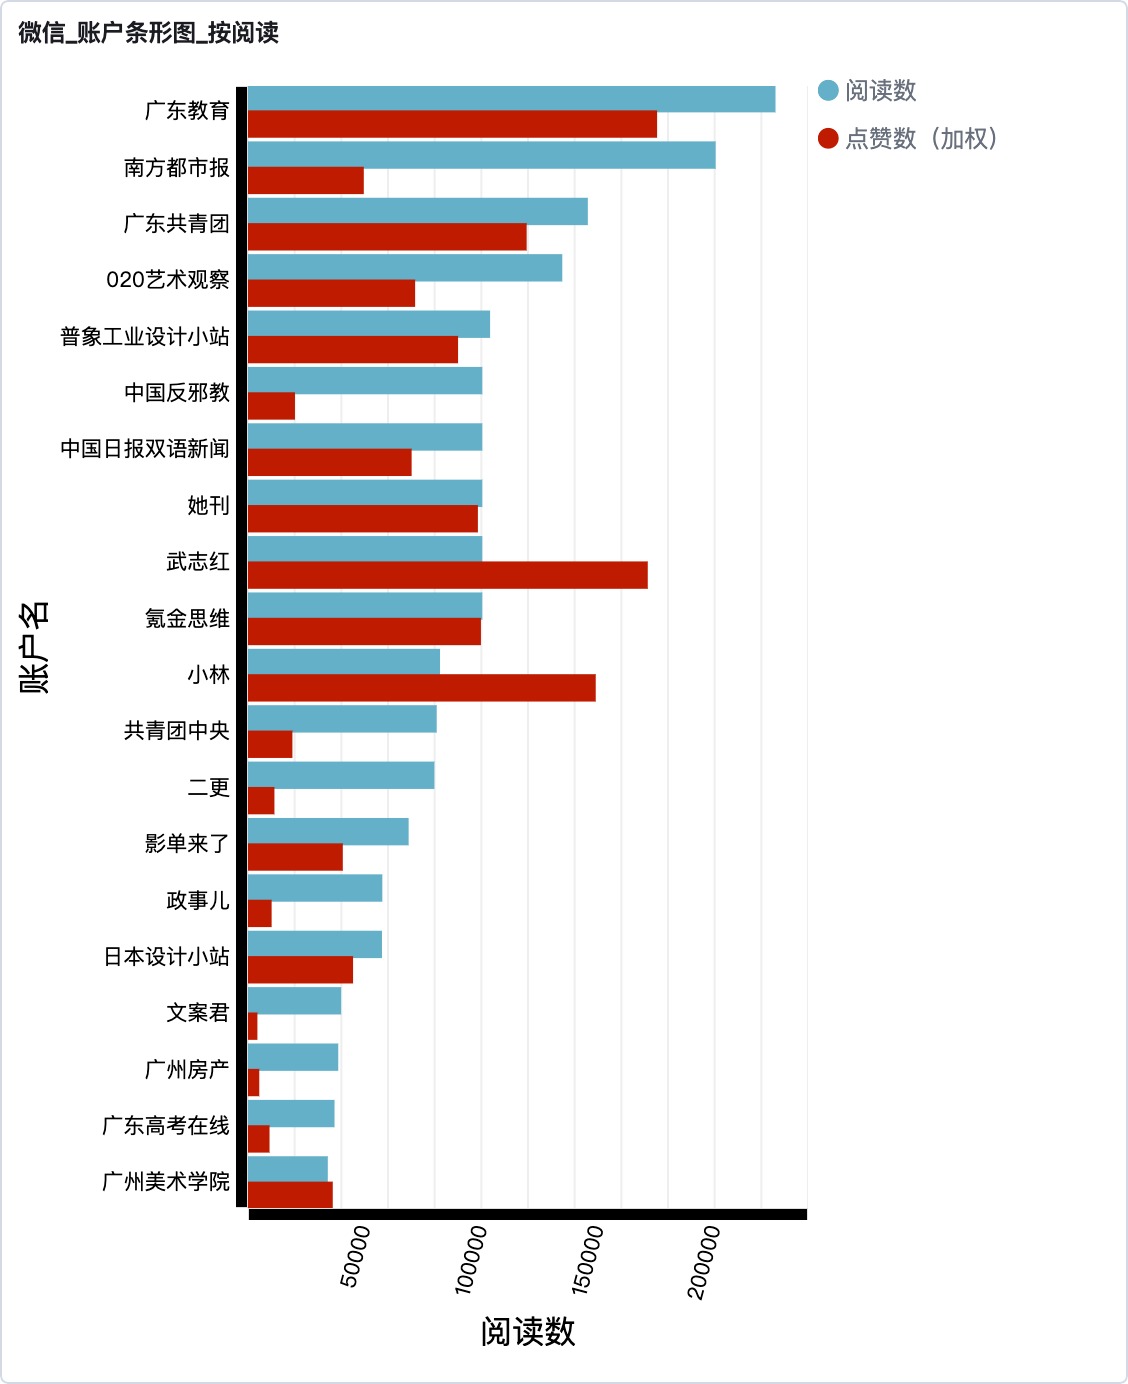 微信_账户条形图_按阅读
阅读数
点赞数（加权）
账户名
广东教育
南方都市报
广东共青团
020艺术观察
普象工业设计小站
中国反邪教
中国日报双语新闻
她刊
武志红
氪金思维
小林
共青团中央
二更
影单来了
政事儿
日本设计小站
文案君
广州房产
广东高考在线
广州美术学院
50000
100000
150000
200000
阅读数